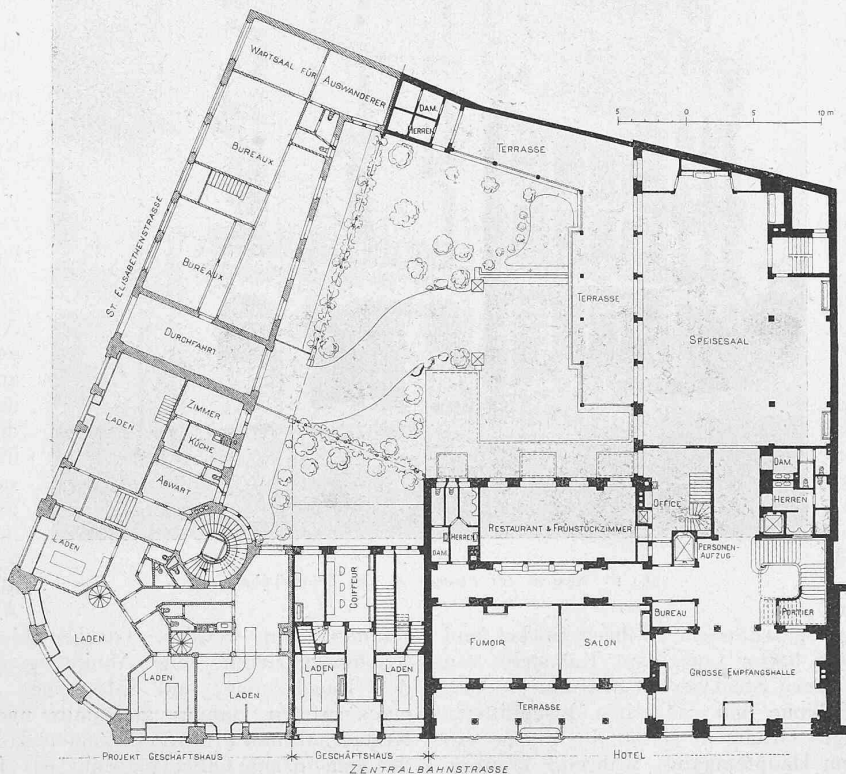 WARTSAAL FÜR AUSWANDERER
DAM.
HERREN
5 0 5 10 m
TERRASSE
BUREAUX
ST. ELISABETHENSTRASSE
BUREAUX
TERRASSE
SPEISESAAL
DURCHFAHRT
LADEN
ZIMMER
KÜCHE
ABWART
DAM.
HERREN
OFFICE
RESTAURANT & FRÜHSTÜCKZIMMER
DAM.
HERREN
PERSONEN-
AUFZUG
LADEN
COIFFEUR
BUREAU
PORTIER
LADEN
FUMOIR
SALON
LADEN
LADEN
LADEN
LADEN
GROSSE EMPFANGSHALLE
TERRASSE
PROJEKT GESCHÄFTSHAUS
GESCHÄFTSHAUS
HOTEL
ZENTRALBAHNSTRASSE